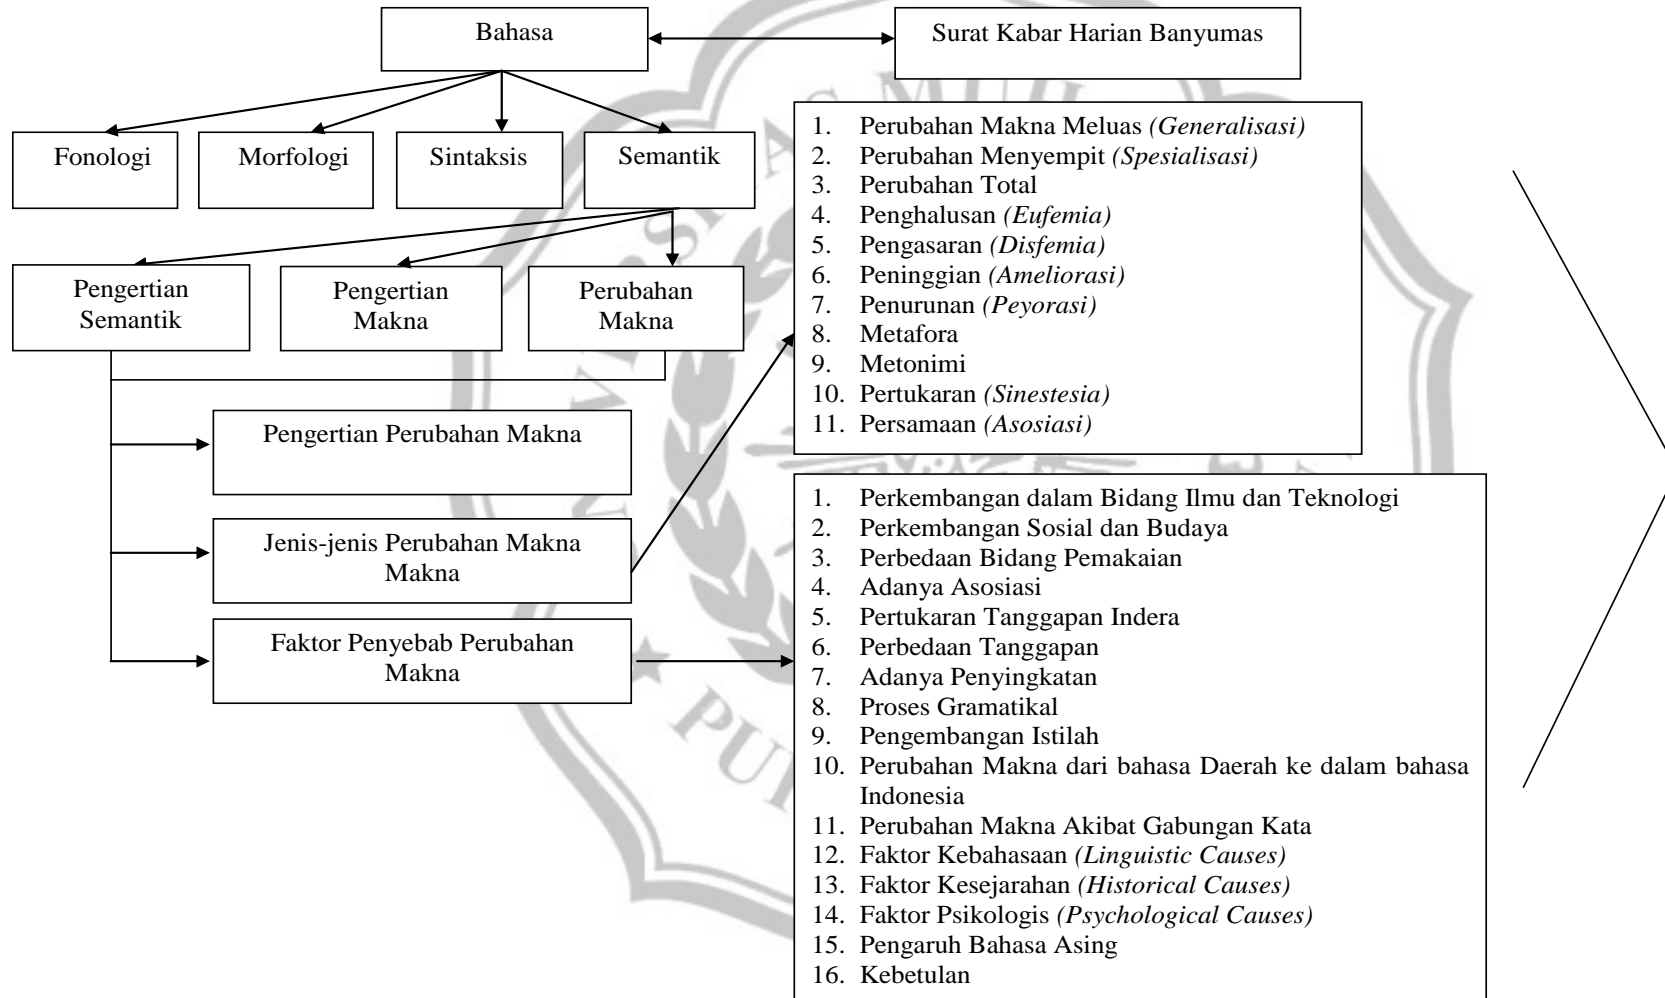 Bahasa
Surat Kabar Harian Banyumas
Fonologi
Morfologi
Sintaksis
Semantik
Pengertian
Semantik
Pengertian
Makna
Perubahan
Makna
Pengertian Perubahan Makna
Jenis-jenis Perubahan Makna
Makna
Faktor Penyebab Perubahan
Makna
1. Perubahan Makna Meluas (Generalisasi)
2. Perubahan Menyempit (Spesialisasi)
3. Perubahan Total
4. Penghalusan (Eufemia)
5. Pengasaran (Disfemia)
6. Peninggian (Ameliorasi)
7. Penurunan (Peyorasi)
8. Metafora
9. Metonimi
10. Pertukaran (Sinestesia)
11. Persamaan (Asosiasi)
1. Perkembangan dalam Bidang Ilmu dan Teknologi
2. Perkembangan Sosial dan Budaya
3. Perbedaan Bidang Pemakaian
4. Adanya Asosiasi
5. Pertukaran Tanggapan Indera
6. Perbedaan Tanggapan
7. Adanya Penyingkatan
8. Proses Gramatikal
9. Pengembangan Istilah
10. Perubahan Makna dari bahasa Daerah ke dalam bahasa
Indonesia
11. Perubahan Makna Akibat Gabungan Kata
12. Faktor Kebahasaan (Linguistic Causes)
13. Faktor Kesejarahan (Historical Causes)
14. Faktor Psikologis (Psychological Causes)
15. Pengaruh Bahasa Asing
16. Kebetulan